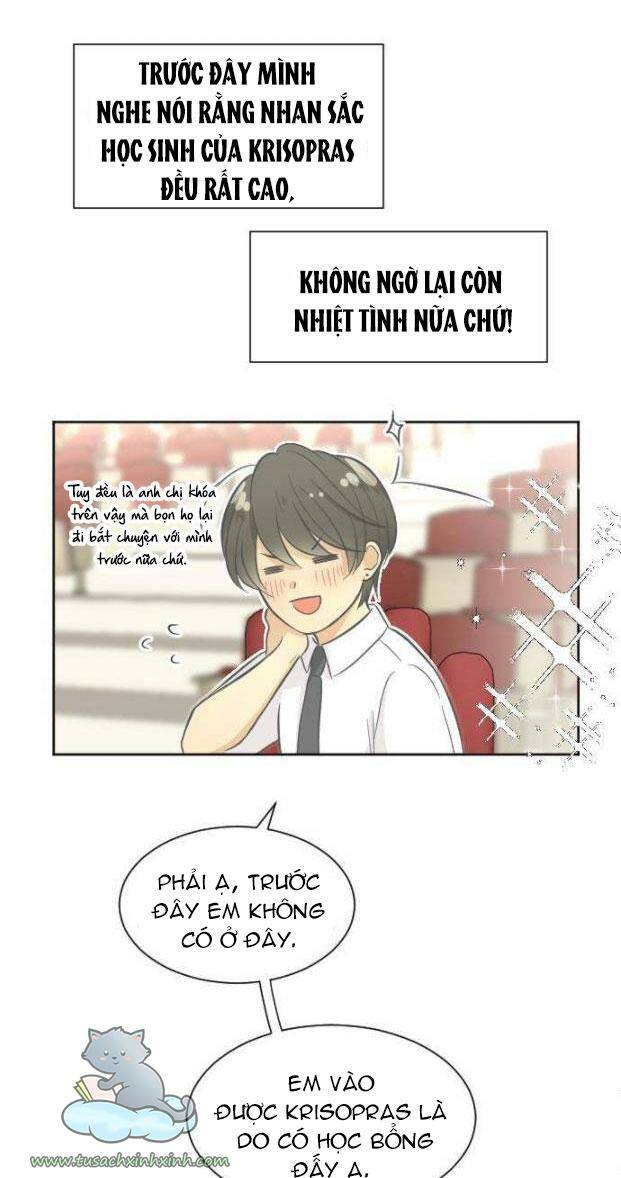 TRƯỚC ĐÂY MÌNH
NGHE NÓI RẰNG NHAN SẮC
HỌC SINH CỦA KRISOPRAS
ĐỀU RẤT CAO,
KHÔNG NGỜ LẠI CÒN
NHIỆT TÌNH NỮA CHỨ!
Tuy đều là anh chị khóa
trên vậy mà bọn họ lại
đi bắt chuyện với mình
trước nữa chứ.
PHẢI Ạ, TRƯỚC
ĐÂY EM KHÔNG
CÓ Ở ĐÂY.
EM VÀO
ĐƯỢC KRISOPRAS LÀ
DO CÓ HỌC BỔNG
ĐẤY Ạ.
www.tusachxinhxinh.com